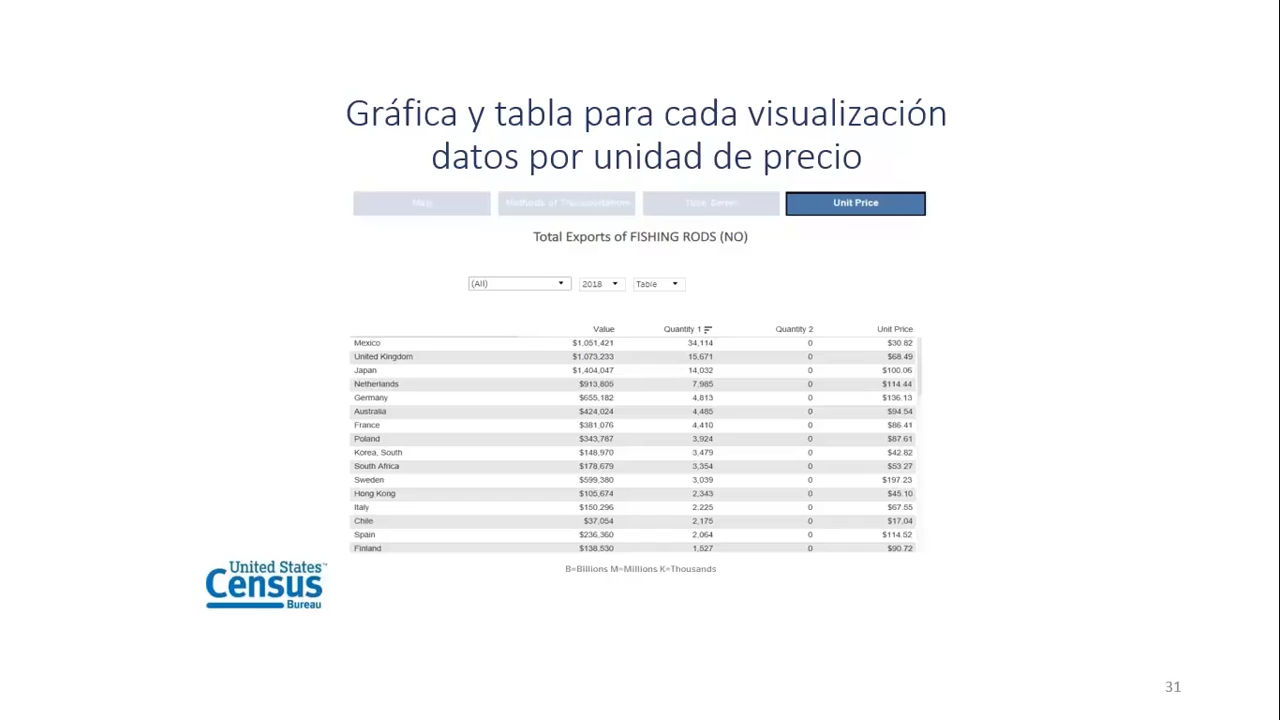 Gráfica y tabla para cada visualización
datos por unidad de precio
Map Methods of Transportation Time Series Unit Price
Total Exports of FISHING RODS (NO)
(All) 2018 Table
Value Quantity 1 Quantity 2 Unit Price
Mexico $1,051,421 34,114 0 $30.82
United Kingdom $1,073,233 15,671 0 $68.49
Japan $1,404,047 14,032 0 $100.06
Netherlands $913,805 7,985 0 $114.44
Germany $655,182 4,813 0 $136.13
Australia $424,024 4,485 0 $94.54
France $381,076 4,410 0 $86.41
Poland $343,787 3,924 0 $87.61
Korea, South $148,970 3,479 0 $42.82
South Africa $178,679 3,354 0 $53.27
Sweden $599,380 3,039 0 $197.23
Hong Kong $105,674 2,343 0 $45.10
Italy $150,296 2,225 0 $67.55
Chile $37,054 2,175 0 $17.04
Spain $236,360 2,064 0 $114.52
Finland $138,530 1,527 0 $90.72
B=Billions M=Millions K=Thousands
United States™
Census
Bureau
31